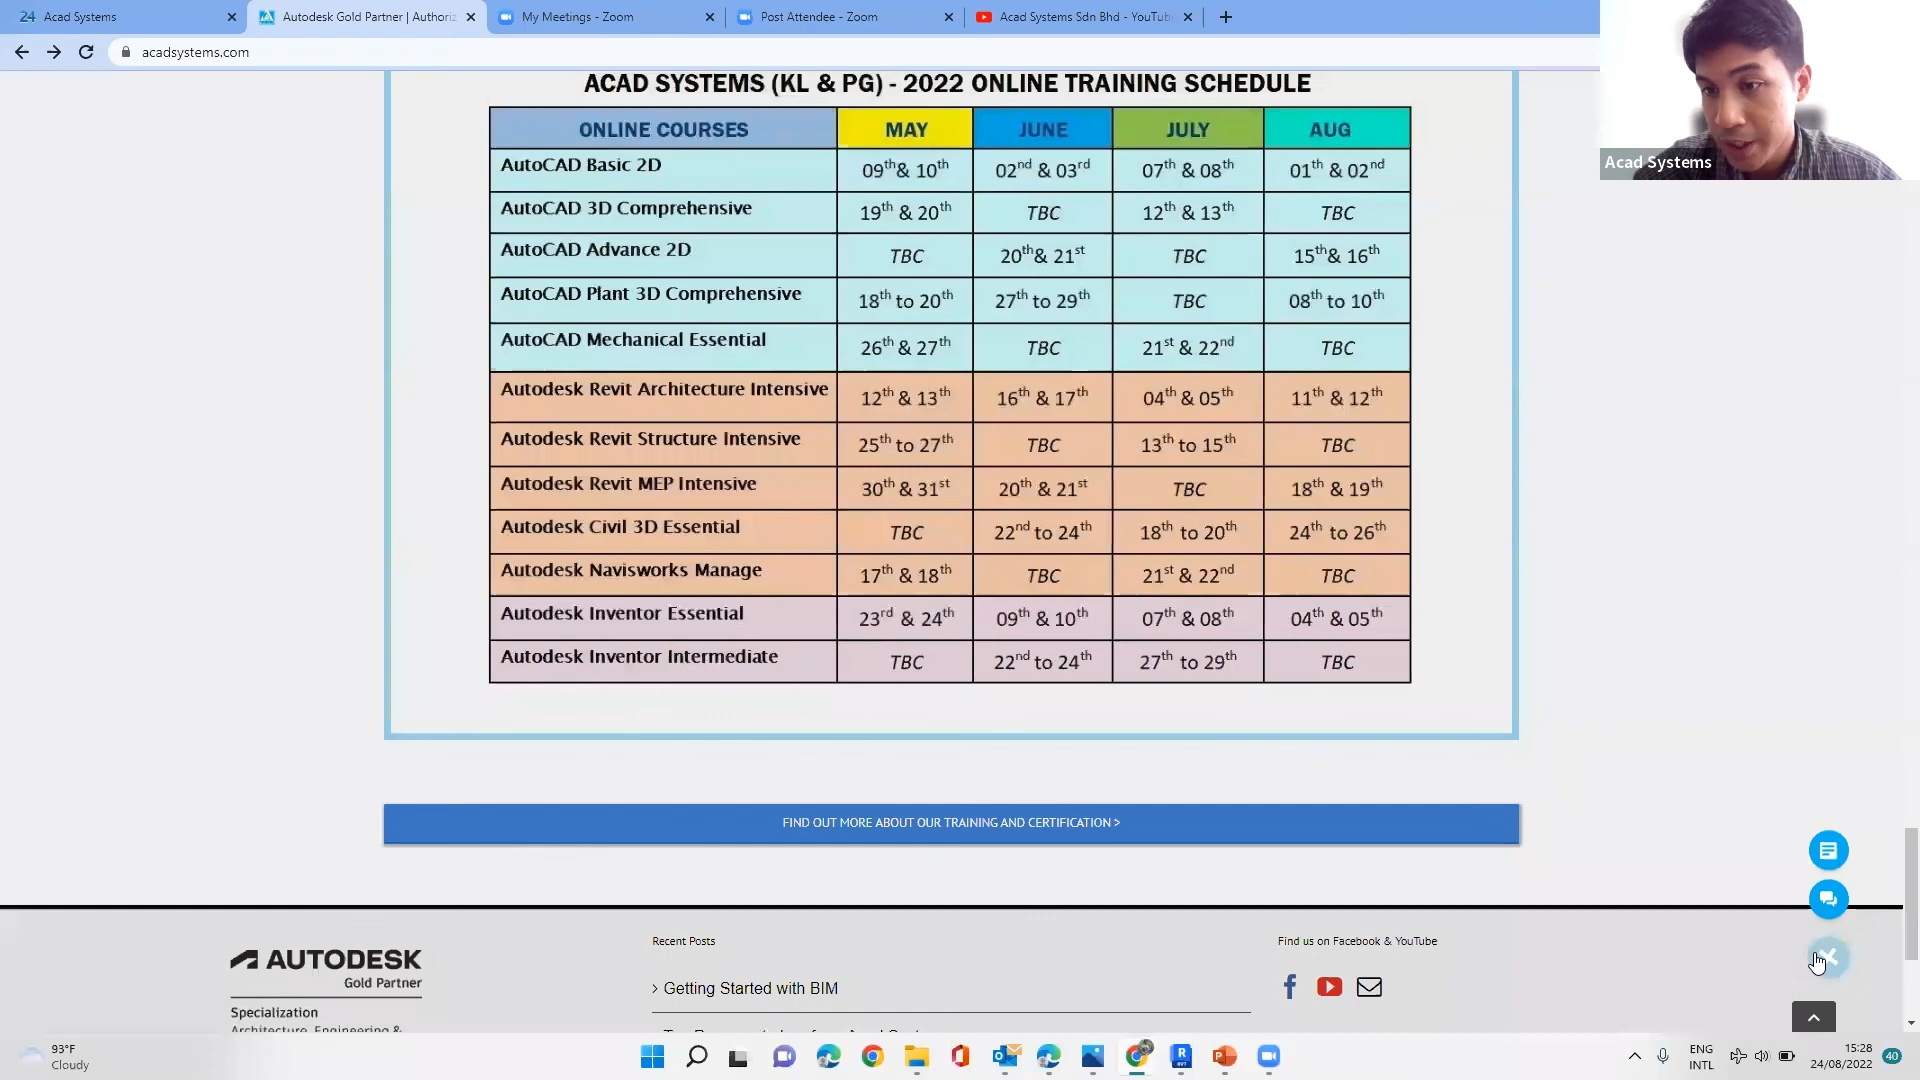 24 Acad Systems
Autodesk Gold Partner | Authoriz
My Meetings - Zoom
Post Attendee - Zoom
Acad Systems Sdn Bhd - YouTub
acadsystems.com
Acad Systems
ACAD SYSTEMS (KL & PG) - 2022 ONLINE TRAINING SCHEDULE
ONLINE COURSES MAY JUNE JULY AUG
AutoCAD Basic 2D 09th& 10th 02nd & 03rd 07th & 08th 01th & 02nd
AutoCAD 3D Comprehensive 19th & 20th TBC 12th & 13th TBC
AutoCAD Advance 2D TBC 20th& 21st TBC 15th& 16th
AutoCAD Plant 3D Comprehensive 18th to 20th 27th to 29th TBC 08th to 10th
AutoCAD Mechanical Essential 26th & 27th TBC 21st & 22nd TBC
Autodesk Revit Architecture Intensive 12th & 13th 16th & 17th 04th & 05th 11th & 12th
Autodesk Revit Structure Intensive 25th to 27th TBC 13th to 15th TBC
Autodesk Revit MEP Intensive 30th & 31st 20th & 21st TBC 18th & 19th
Autodesk Civil 3D Essential TBC 22nd to 24th 18th to 20th 24th to 26th
Autodesk Navisworks Manage 17th & 18th TBC 21st & 22nd TBC
Autodesk Inventor Essential 23rd & 24th 09th & 10th 07th & 08th 04th & 05th
Autodesk Inventor Intermediate TBC 22nd to 24th 27th to 29th TBC
FIND OUT MORE ABOUT OUR TRAINING AND CERTIFICATION >
AUTODESK
Gold Partner
Specialization
Architecture, Engineering &
Recent Posts
> Getting Started with BIM
Find us on Facebook & YouTube
93°F
Cloudy
ENG
INTL
15:28
24/08/2022
40